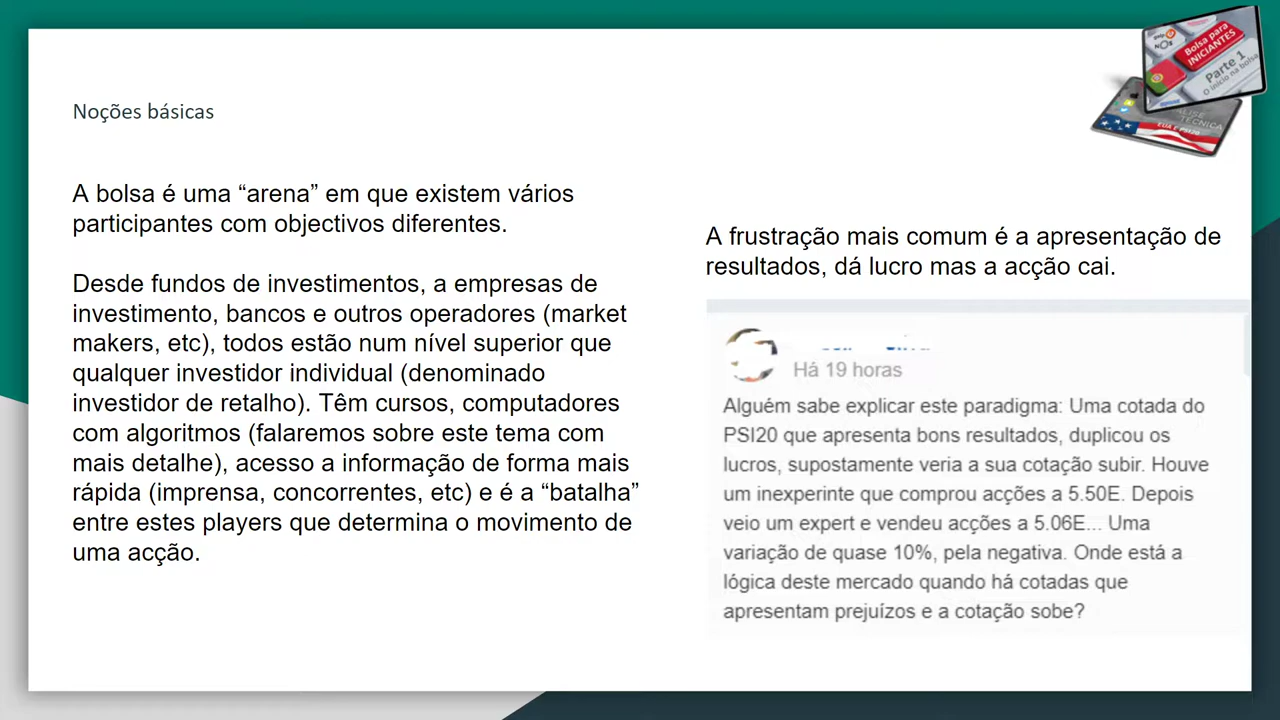 Noções básicas
A bolsa é uma “arena” em que existem vários
participantes com objectivos diferentes.
Desde fundos de investimentos, a empresas de
investimento, bancos e outros operadores (market
makers, etc), todos estão num nível superior que
qualquer investidor individual (denominado
investidor de retalho). Têm cursos, computadores
com algoritmos (falaremos sobre este tema com
mais detalhe), acesso a informação de forma mais
rápida (imprensa, concorrentes, etc) e é a “batalha”
entre estes players que determina o movimento de
uma acção.
Bolsa para
INICIANTES
Parte 1
O início na bolsa
NOS
TÉCNICA
EUA E PSI20
A frustração mais comum é a apresentação de
resultados, dá lucro mas a acção cai.
Há 19 horas
Alguém sabe explicar este paradigma: Uma cotada do
PSI20 que apresenta bons resultados, duplicou os
lucros, supostamente veria a sua cotação subir. Houve
um inexperinte que comprou acções a 5.50E. Depois
veio um expert e vendeu acções a 5.06E... Uma
variação de quase 10%, pela negativa. Onde está a
lógica deste mercado quando há cotadas que
apresentam prejuízos e a cotação sobe?